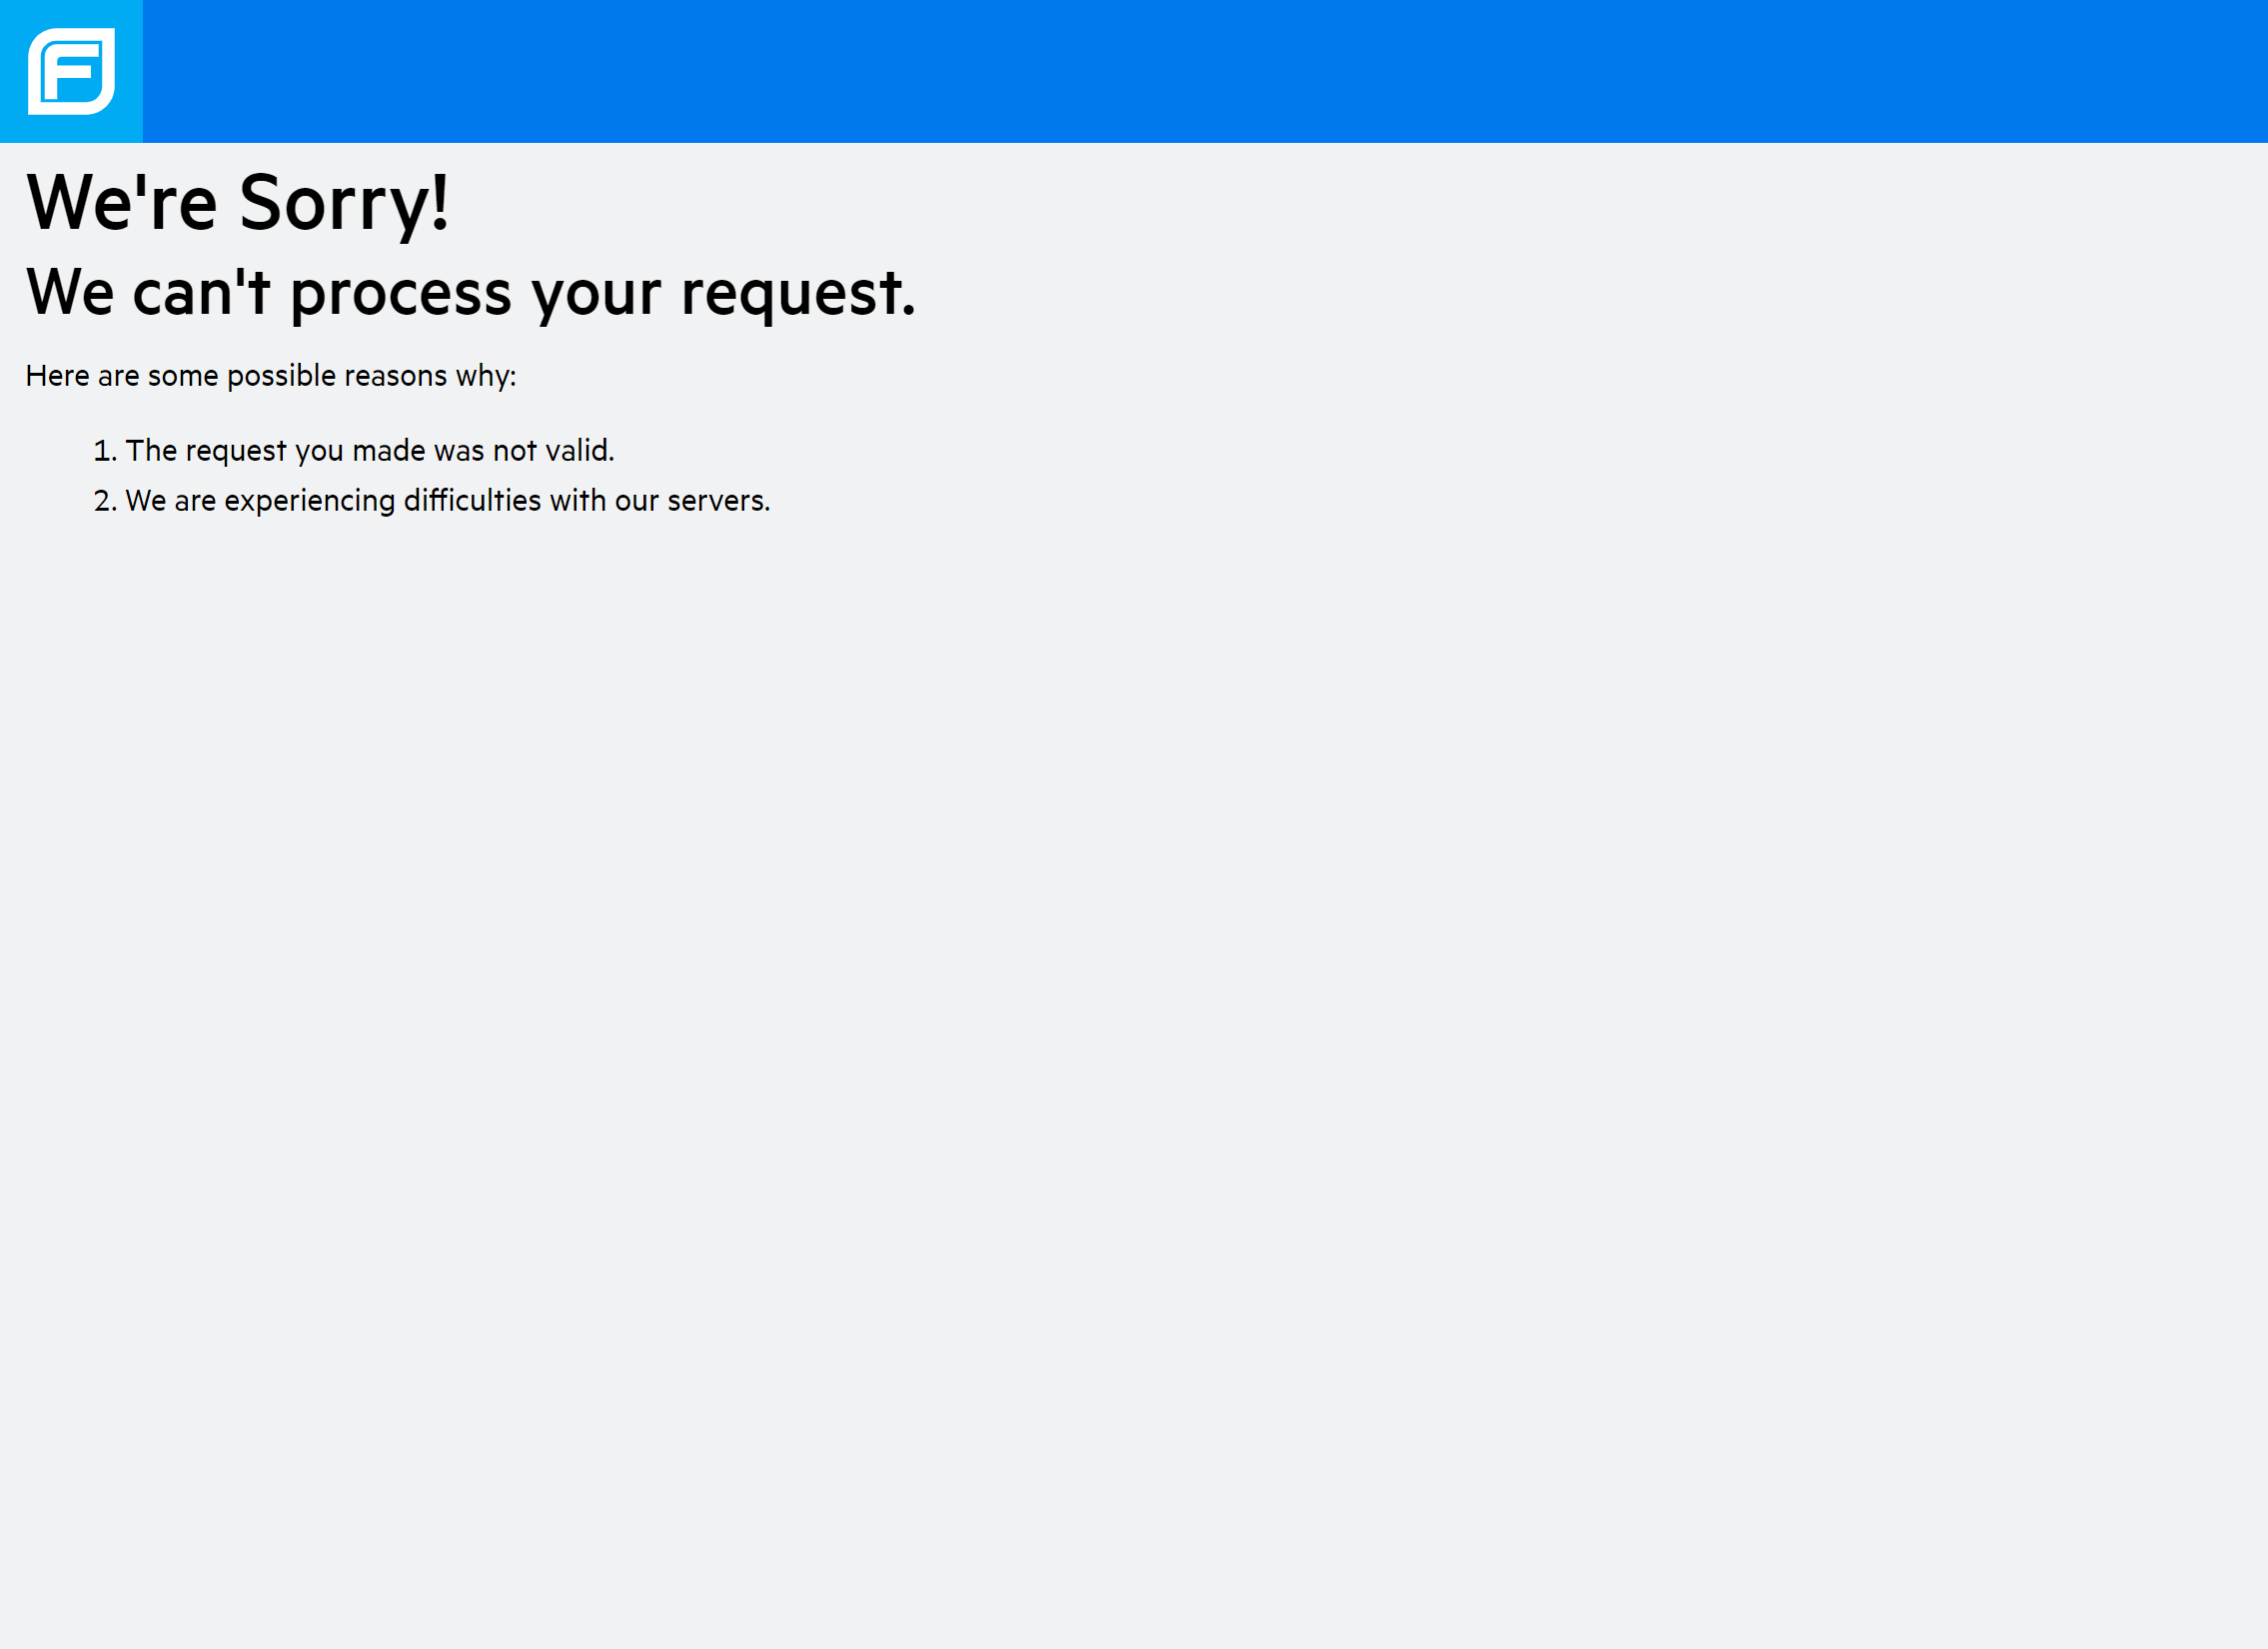 F
We're Sorry!
We can't process your request.
Here are some possible reasons why:
1. The request you made was not valid.
2. We are experiencing difficulties with our servers.